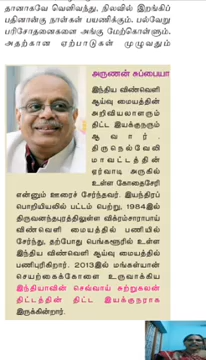 தானாகவே வெளிவந்து, நிலவில் இறங்கிப்
பதினான்கு நாள்கள் பயணிக்கும். பல்வேறு
பரிசோதனைகளை அங்கு மேற்கொள்ளும்.
அதற்கான ஏற்பாடுகள் முழுவதும்
அருணன் சுப்பையா
இந்திய விண்வெளி
ஆய்வு மையத்தின்
அறிவியலாளரும்
திட்ட இயக்குநரும்
ஆவார்.
திருநெல்வேலி
மாவட்டத்தின்
ஏர்வாடி அருகில்
உள்ள கோதைசேரி
என்னும் ஊரைச் சேர்ந்தவர். இயந்திரப்
பொறியியலில் பட்டம் பெற்று, 1984இல்
திருவனந்தபுரத்திலுள்ள விக்ரம்சாராபாய்
விண்வெளி மையத்தில் பணியில்
சேர்ந்து, தற்போது பெங்களூரில் உள்ள
இந்திய விண்வெளி ஆய்வு மையத்தில்
பணிபுரிகிறார். 2013இல் மங்கள்யான்
செயற்கைக்கோளை உருவாக்கிய
இந்தியாவின் செவ்வாய் சுற்றுகலன்
திட்டத்தின் திட்ட இயக்குநராக
இருக்கின்றார்.